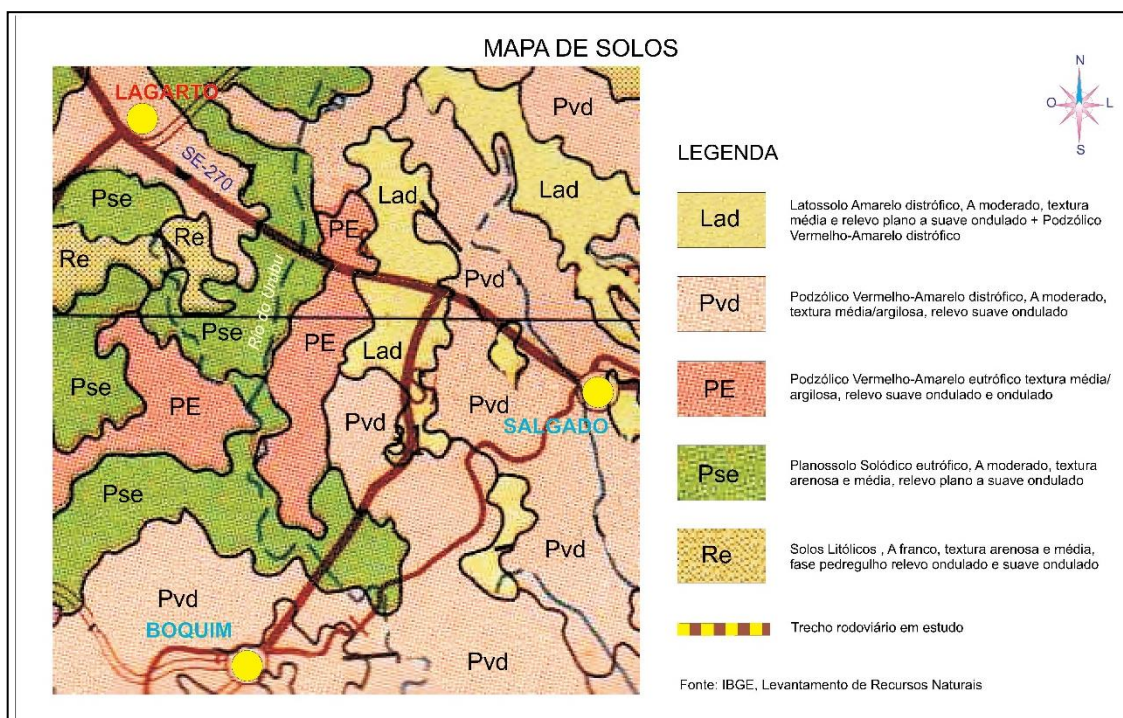 MAPA DE SOLOS
N
O
L
S
LAGARTO
SE-270
Pvd
Lad
Lad
Pse
Re
Re
PE
Pvd
Rio do Urubu
Pse
PE
Lad
Pse
PE
Pvd
Pvd
SALGADO
Pse
Pvd
Pvd
BOQUIM
Pvd
LEGENDA
Lad
Latossolo Amarelo distrófico, A moderado, textura
média e relevo plano a suave ondulado + Podzólico
Vermelho-Amarelo distrófico
Pvd
Podzólico Vermelho-Amarelo distrófico, A moderado,
textura média/argilosa, relevo suave ondulado
PE
Podzólico Vermelho-Amarelo eutrófico textura média/
argilosa, relevo suave ondulado e ondulado
Pse
Planossolo Solódico eutrófico, A moderado, textura
arenosa e média, relevo plano a suave ondulado
Re
Solos Litólicos , A franco, textura arenosa e média,
fase pedregulho relevo ondulado e suave ondulado
Trecho rodoviário em estudo
Fonte: IBGE, Levantamento de Recursos Naturais